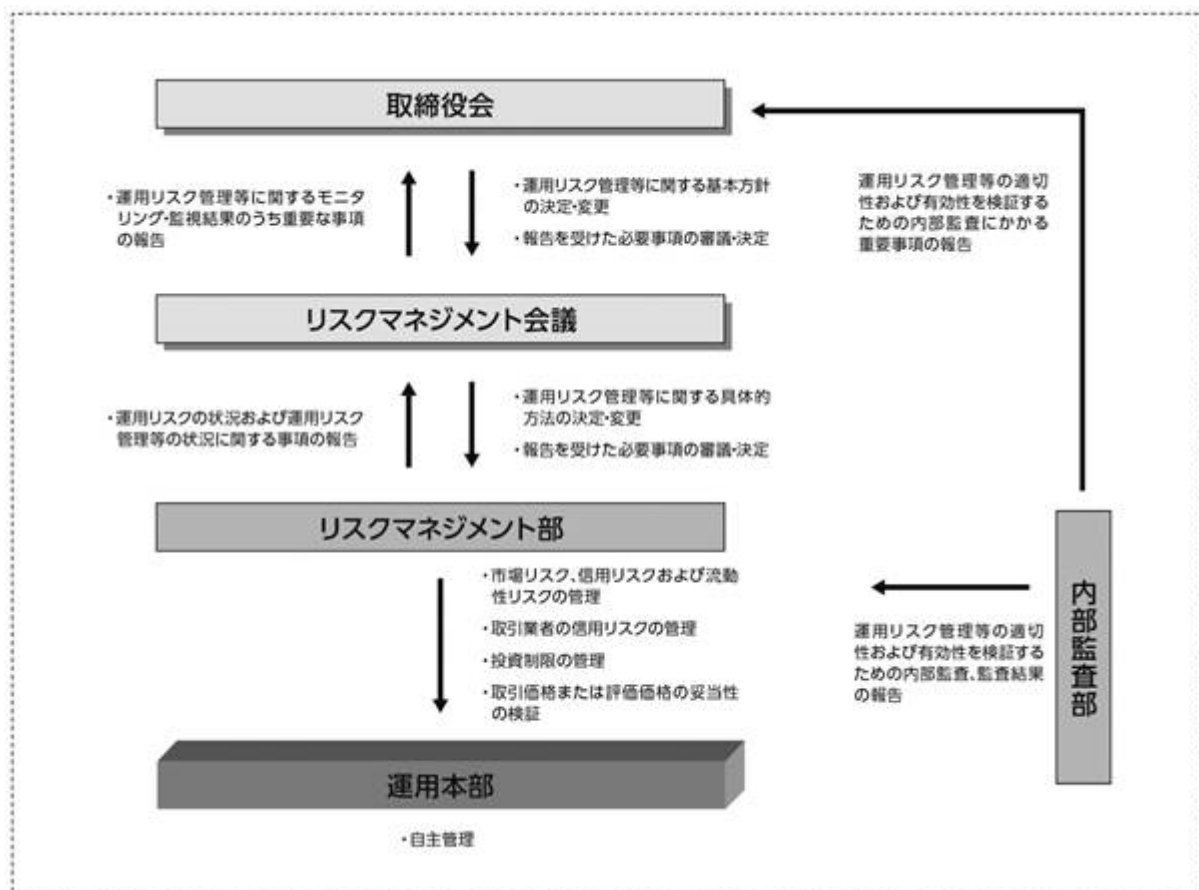 取締役会
・運用リスク管理等に関するモニタ
リング・監視結果のうち重要な事項
の報告
・運用リスク管理等に関する基本方針
の決定・変更
・報告を受けた必要事項の審議・決定
運用リスク管理等の適切
性および有効性を検証する
ための内部監査にかかる
重要事項の報告
リスクマネジメント会議
・運用リスクの状況および運用リスク
管理等の状況に関する事項の報告
・運用リスク管理等に関する具体的
方法の決定・変更
・報告を受けた必要事項の審議・決定
リスクマネジメント部
・市場リスク、信用リスクおよび流動
性リスクの管理
・取引業者の信用リスクの管理
・投資制限の管理
・取引価格または評価価格の妥当性
の検証
運用リスク管理等の適切
性および有効性を検証する
ための内部監査、監査結果
の報告
内部監査部
運用本部
・自主管理